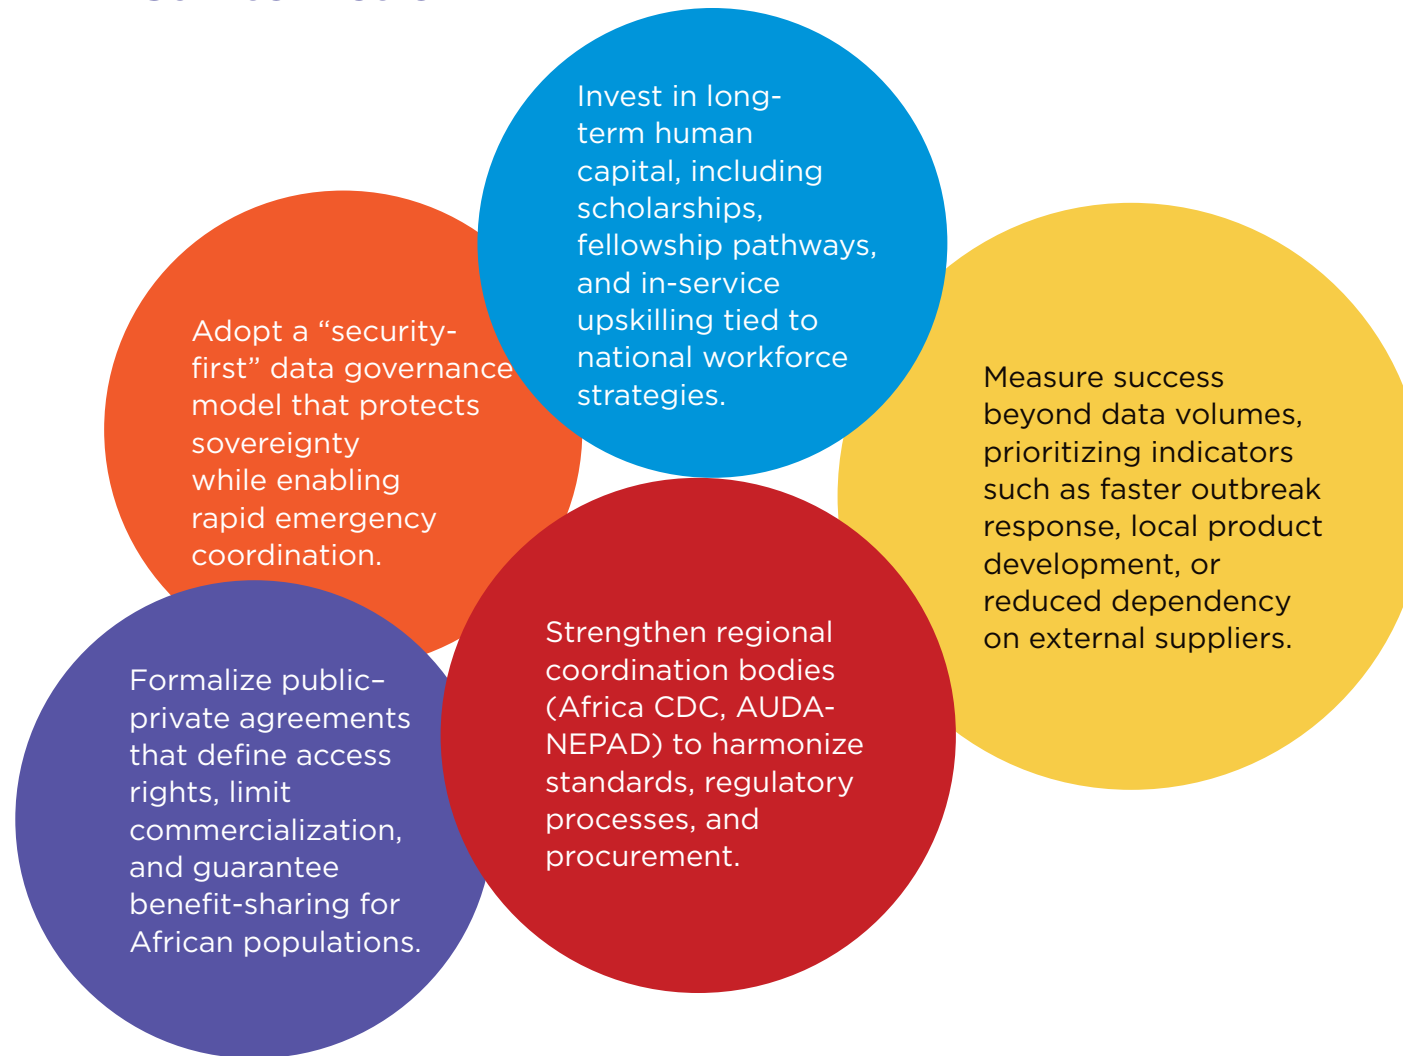 Invest in long-
term human
capital, including
scholarships,
fellowship pathways,
and in-service
upskilling tied to
national workforce
strategies.
Adopt a “security-
first” data governance
model that protects
sovereignty
while enabling
rapid emergency
coordination.
Measure success
beyond data volumes,
prioritizing indicators
such as faster outbreak
response, local product
development, or
reduced dependency
on external suppliers.
Strengthen regional
coordination bodies
(Africa CDC, AUDA-
NEPAD) to harmonize
standards, regulatory
processes, and
procurement.
Formalize public–
private agreements
that define access
rights, limit
commercialization,
and guarantee
benefit-sharing for
African populations.